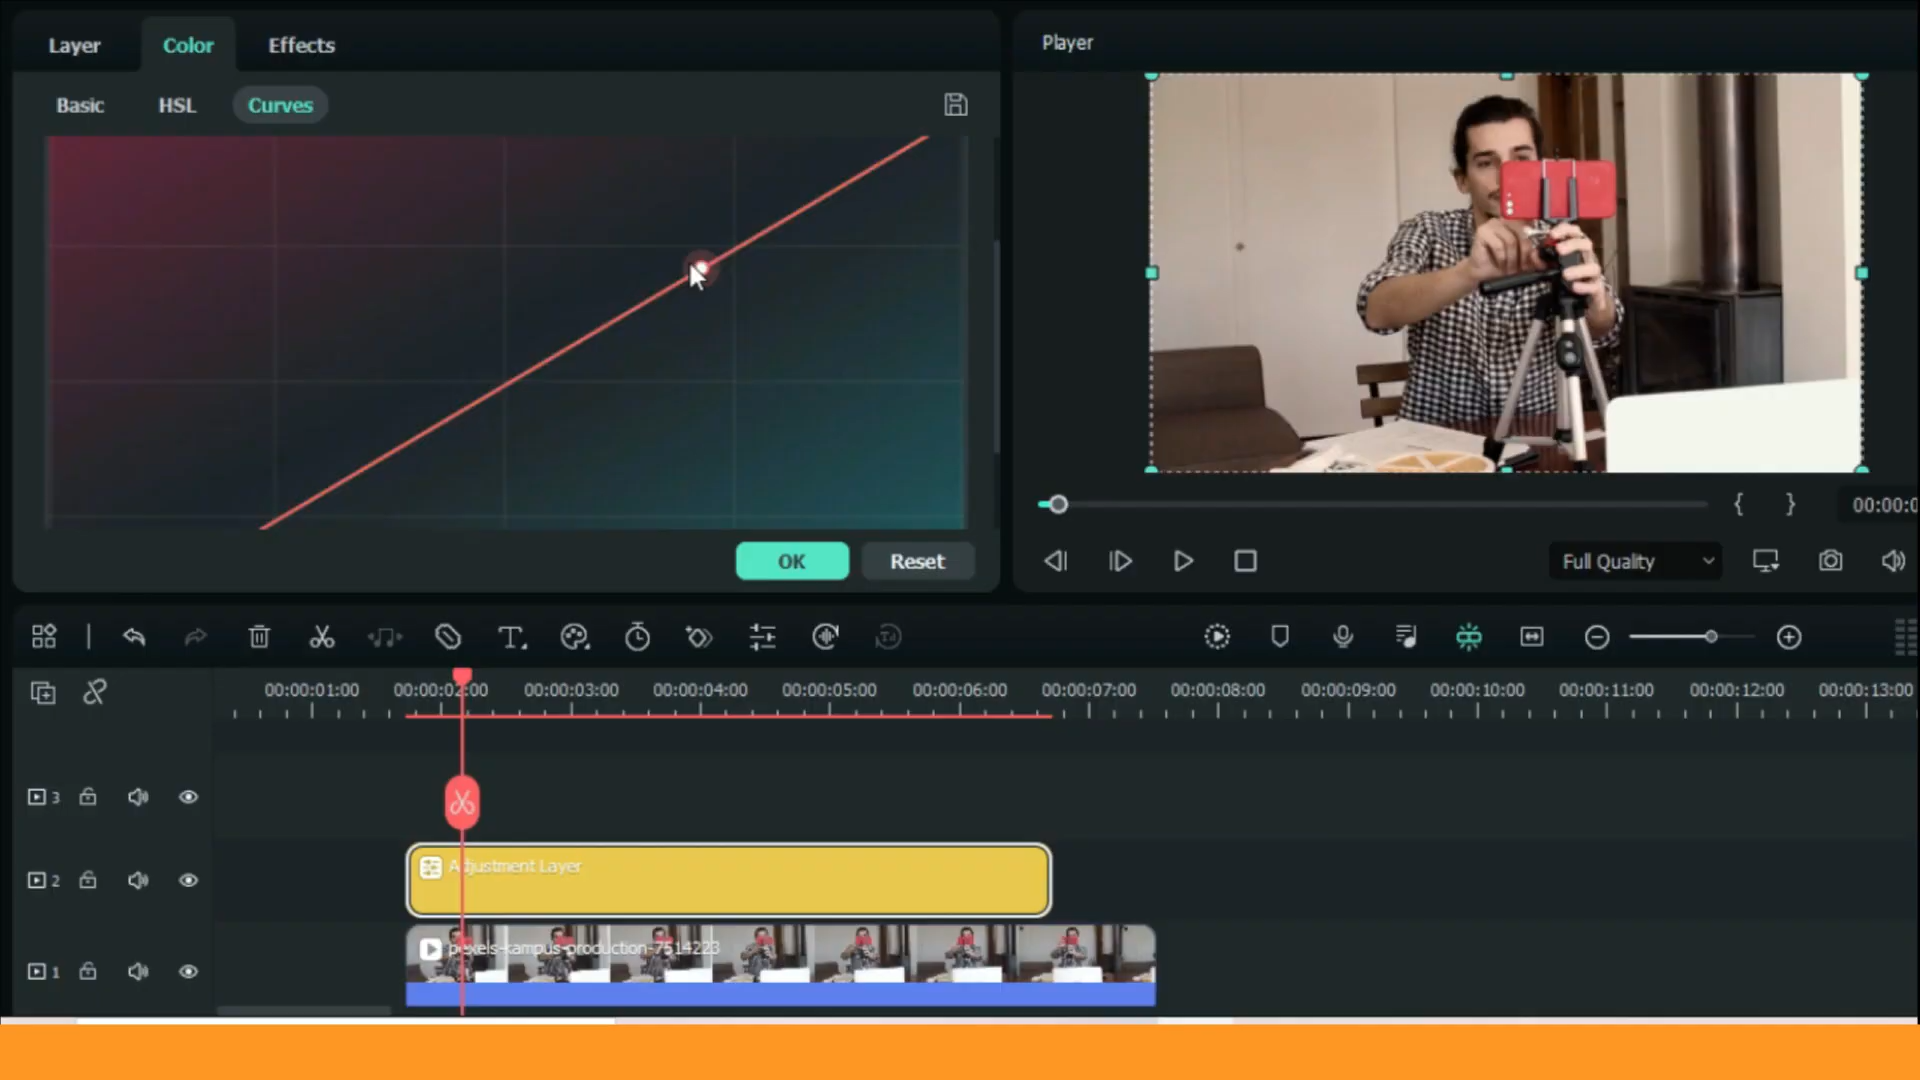 Layer Color Effects
Player
Basic HSL Curves
OK Reset
00:00:0
Full Quality
00:00:01:00 00:00:02:00 00:00:03:00 00:00:04:00 00:00:05:00 00:00:06:00 00:00:07:00 00:00:08:00 00:00:09:00 00:00:10:00 00:00:11:00 00:00:12:00 00:00:13:00
3
Adjustment Layer
2
pexels-kampus-production-7514223
1